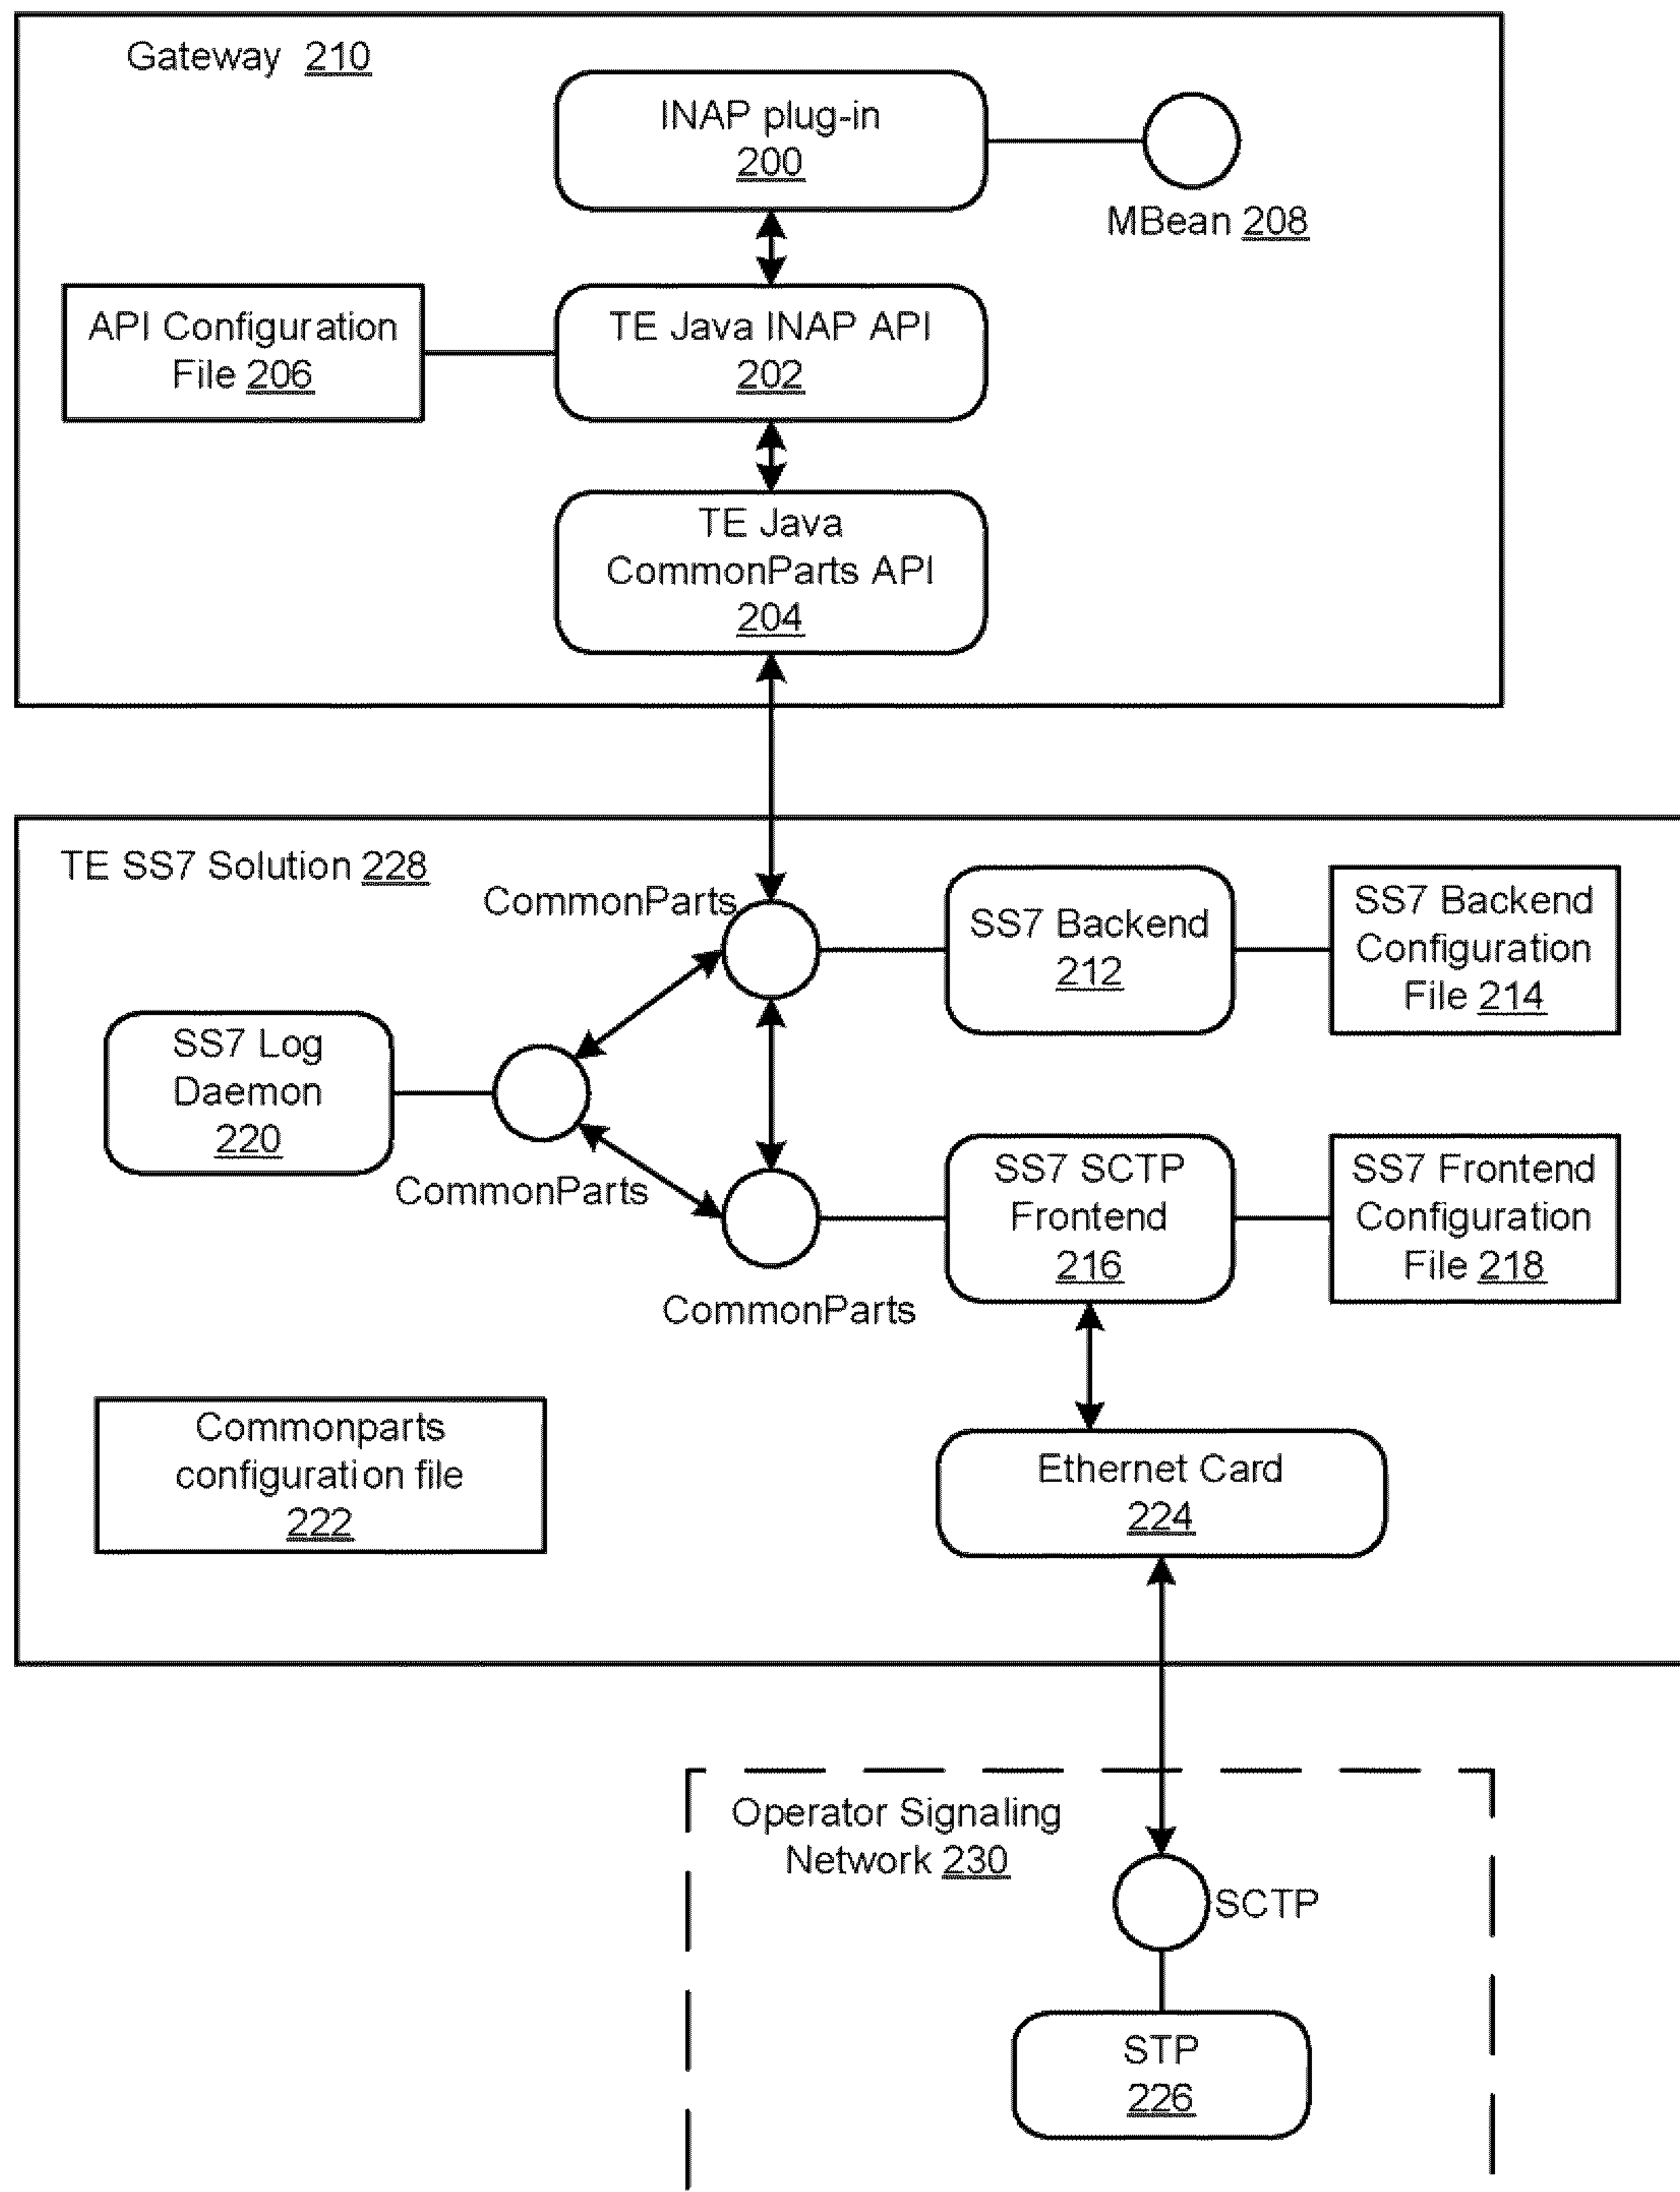 Gateway 210
INAP plug-in
200
MBean 208
API Configuration
File 206
TE Java INAP API
202
TE Java
CommonParts API
204
TE SS7 Solution 228
CommonParts
SS7 Backend
212
SS7 Backend
Configuration
File 214
SS7 Log
Daemon
220
CommonParts
SS7 SCTP
Frontend
216
SS7 Frontend
Configuration
File 218
CommonParts
Commonparts
configuration file
222
Ethernet Card
224
Operator Signaling
Network 230
SCTP
STP
226